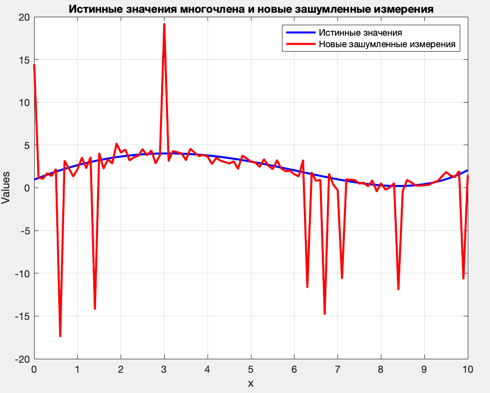 Истинные значения многочлена и новые зашумленные измерения
Истинные значения
Новые зашумленные измерения
Values
20
15
10
5
0
-5
-10
-15
-20
0 1 2 3 4 5 6 7 8 9 10
x